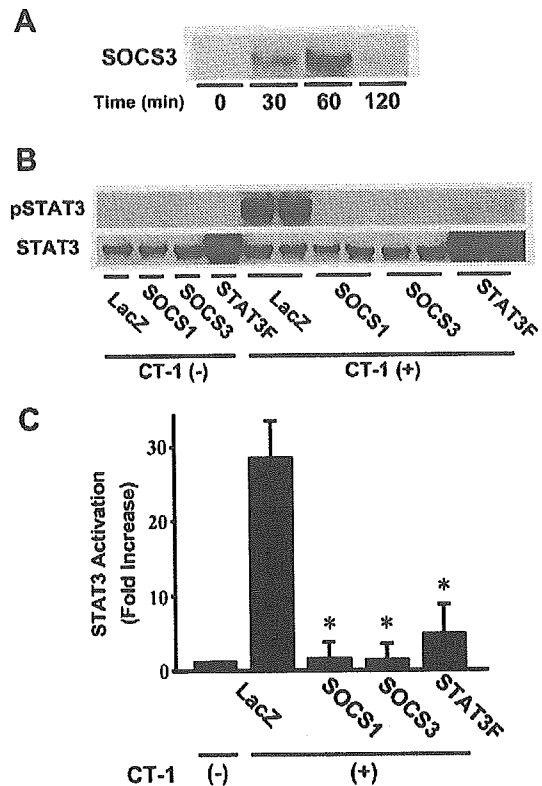 A
SOCS3
Time (min) 0 30 60 120
B
pSTAT3
STAT3
LacZ SOCS1 SOCS3 STAT3F LacZ SOCS1 SOCS3 STAT3F
CT-1 (-) CT-1 (+)
C
STAT3 Activation
(Fold Increase)
30
20
10
0
* * *
LacZ SOCS1 SOCS3 STAT3F
CT-1 (-) (+)